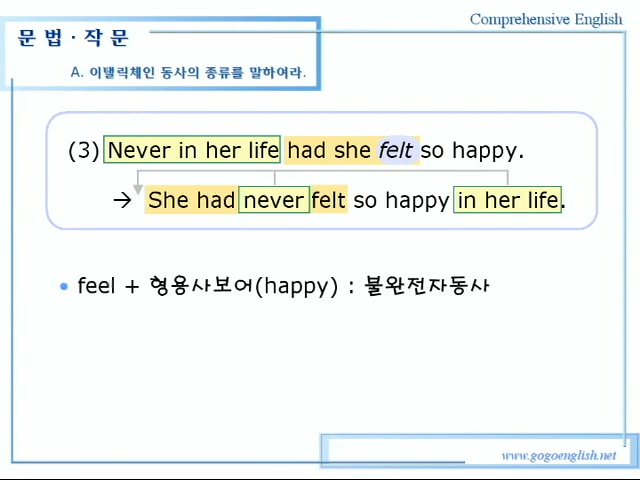 Comprehensive English
문 법 · 작 문
A. 이탤릭체인 동사의 종류를 말하여라.
(3) Never in her life had she felt so happy.
→ She had never felt so happy in her life.
• feel + 형용사보어(happy) : 불완전자동사
www.gogoenglish.net